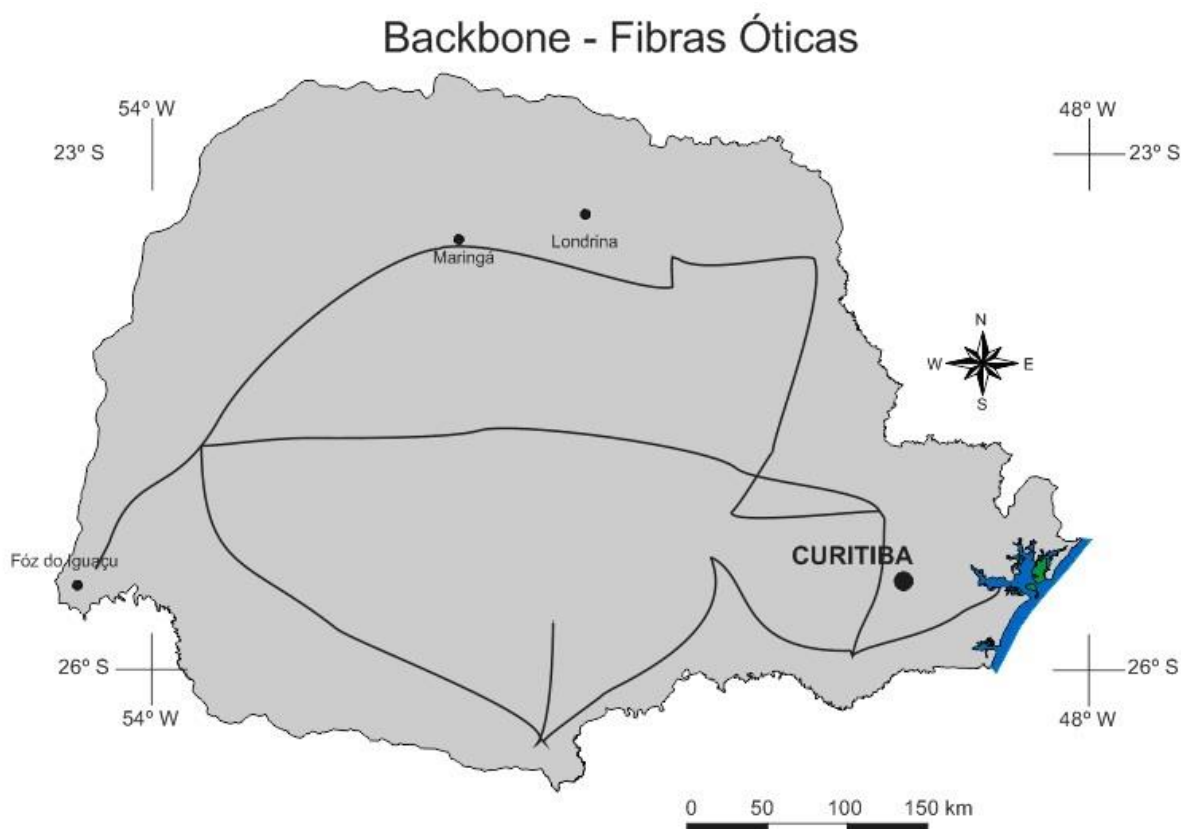 Backbone - Fibras Óticas
54º W
48º W
23º S
23º S
Londrina
Maringá
N
W
E
S
CURITIBA
Fóz do Iguaçu
26º S
26º S
54º W
48º W
0 50 100 150 km